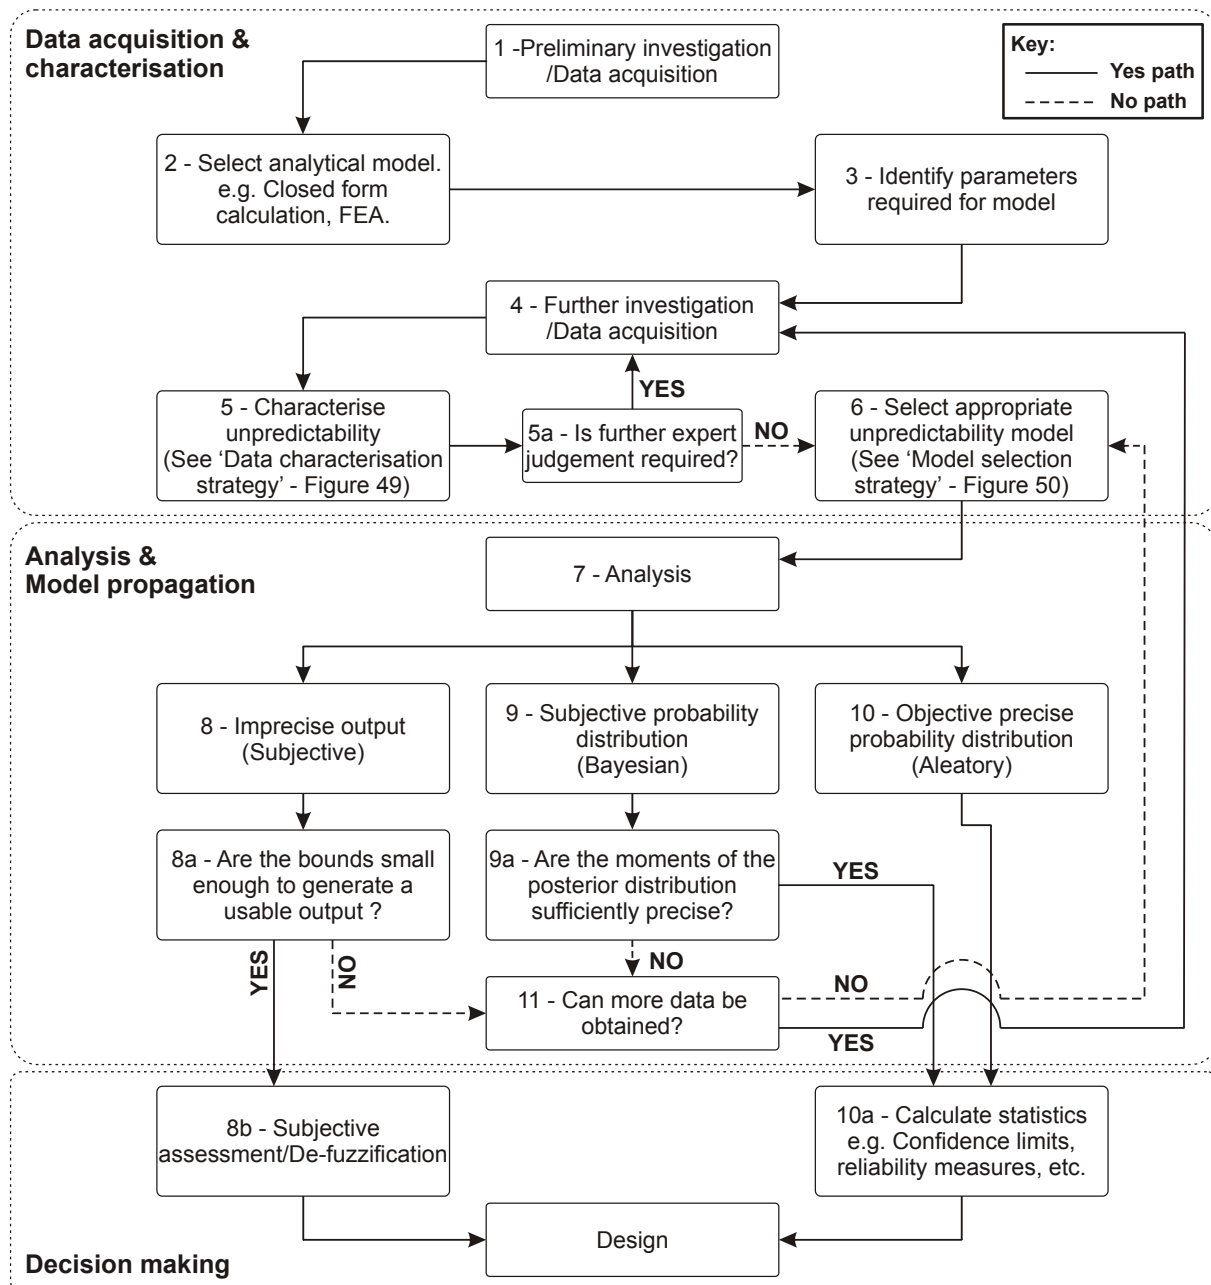 Data acquisition &
characterisation
1 -Preliminary investigation
/Data acquisition
Key:
Yes path
No path
2 - Select analytical model.
e.g. Closed form
calculation, FEA.
3 - Identify parameters
required for model
4 - Further investigation
/Data acquisition
YES
5 - Characterise
unpredictability
(See ‘Data characterisation
strategy’ - Figure 49)
5a - Is further expert
judgement required?
NO
6 - Select appropriate
unpredictability model
(See ‘Model selection
strategy’ - Figure 50)
Analysis &
Model propagation
7 - Analysis
8 - Imprecise output
(Subjective)
9 - Subjective probability
distribution
(Bayesian)
10 - Objective precise
probability distribution
(Aleatory)
8a - Are the bounds small
enough to generate a
usable output ?
9a - Are the moments of the
posterior distribution
sufficiently precise?
YES
YES
NO
NO
11 - Can more data be
obtained?
NO
YES
8b - Subjective
assessment/De-fuzzification
10a - Calculate statistics
e.g. Confidence limits,
reliability measures, etc.
Design
Decision making